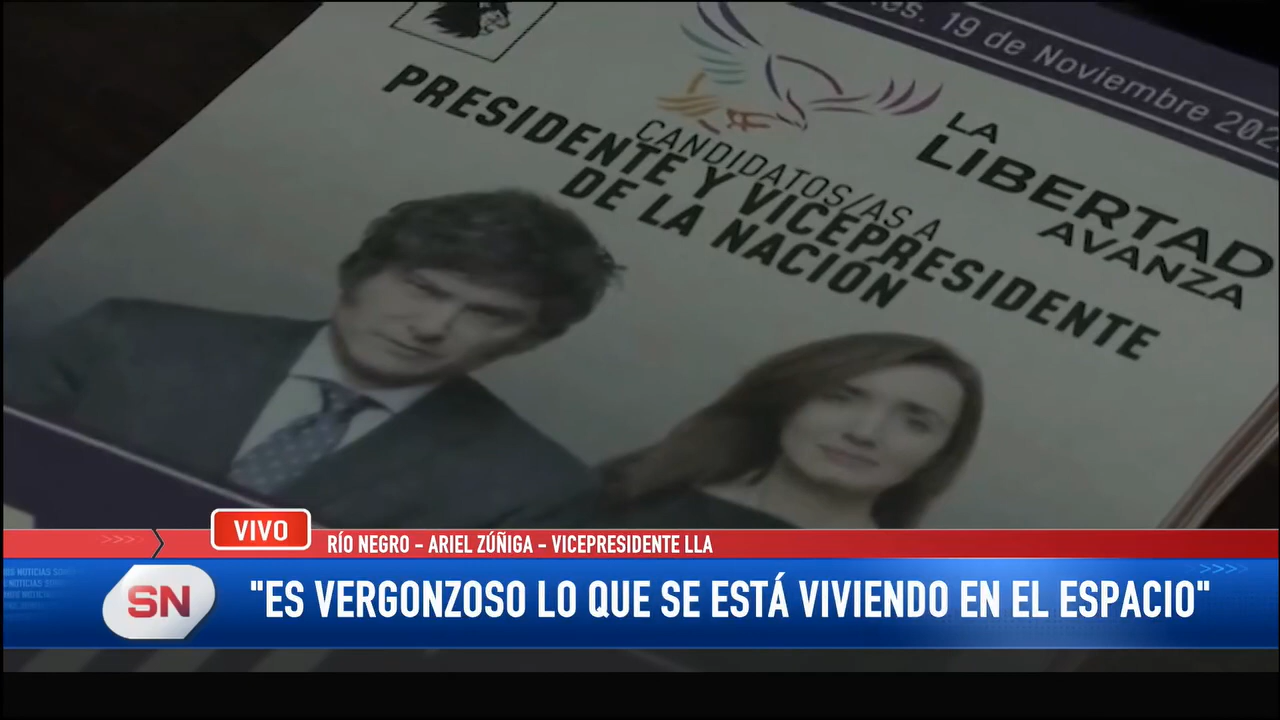 19 de Noviembre 202
LA
LIBERTAD
AVANZA
CANDIDATOS/AS A
PRESIDENTE Y VICEPRESIDENTE
DE LA NACIÓN
VIVO
RÍO NEGRO - ARIEL ZÚÑIGA - VICEPRESIDENTE LLA
SN
"ES VERGONZOSO LO QUE SE ESTÁ VIVIENDO EN EL ESPACIO"